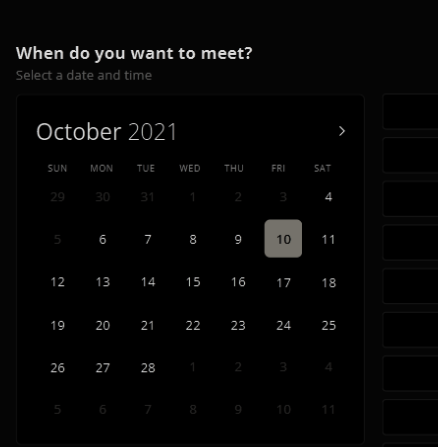 When do you want to meet?
Select a date and time
October 2021
SUN MON TUE WED THU FRI SAT
29 30 31 1 2 3 4
5 6 7 8 9 10 11
12 13 14 15 16 17 18
19 20 21 22 23 24 25
26 27 28 1 2 3 4
5 6 7 8 9 10 11